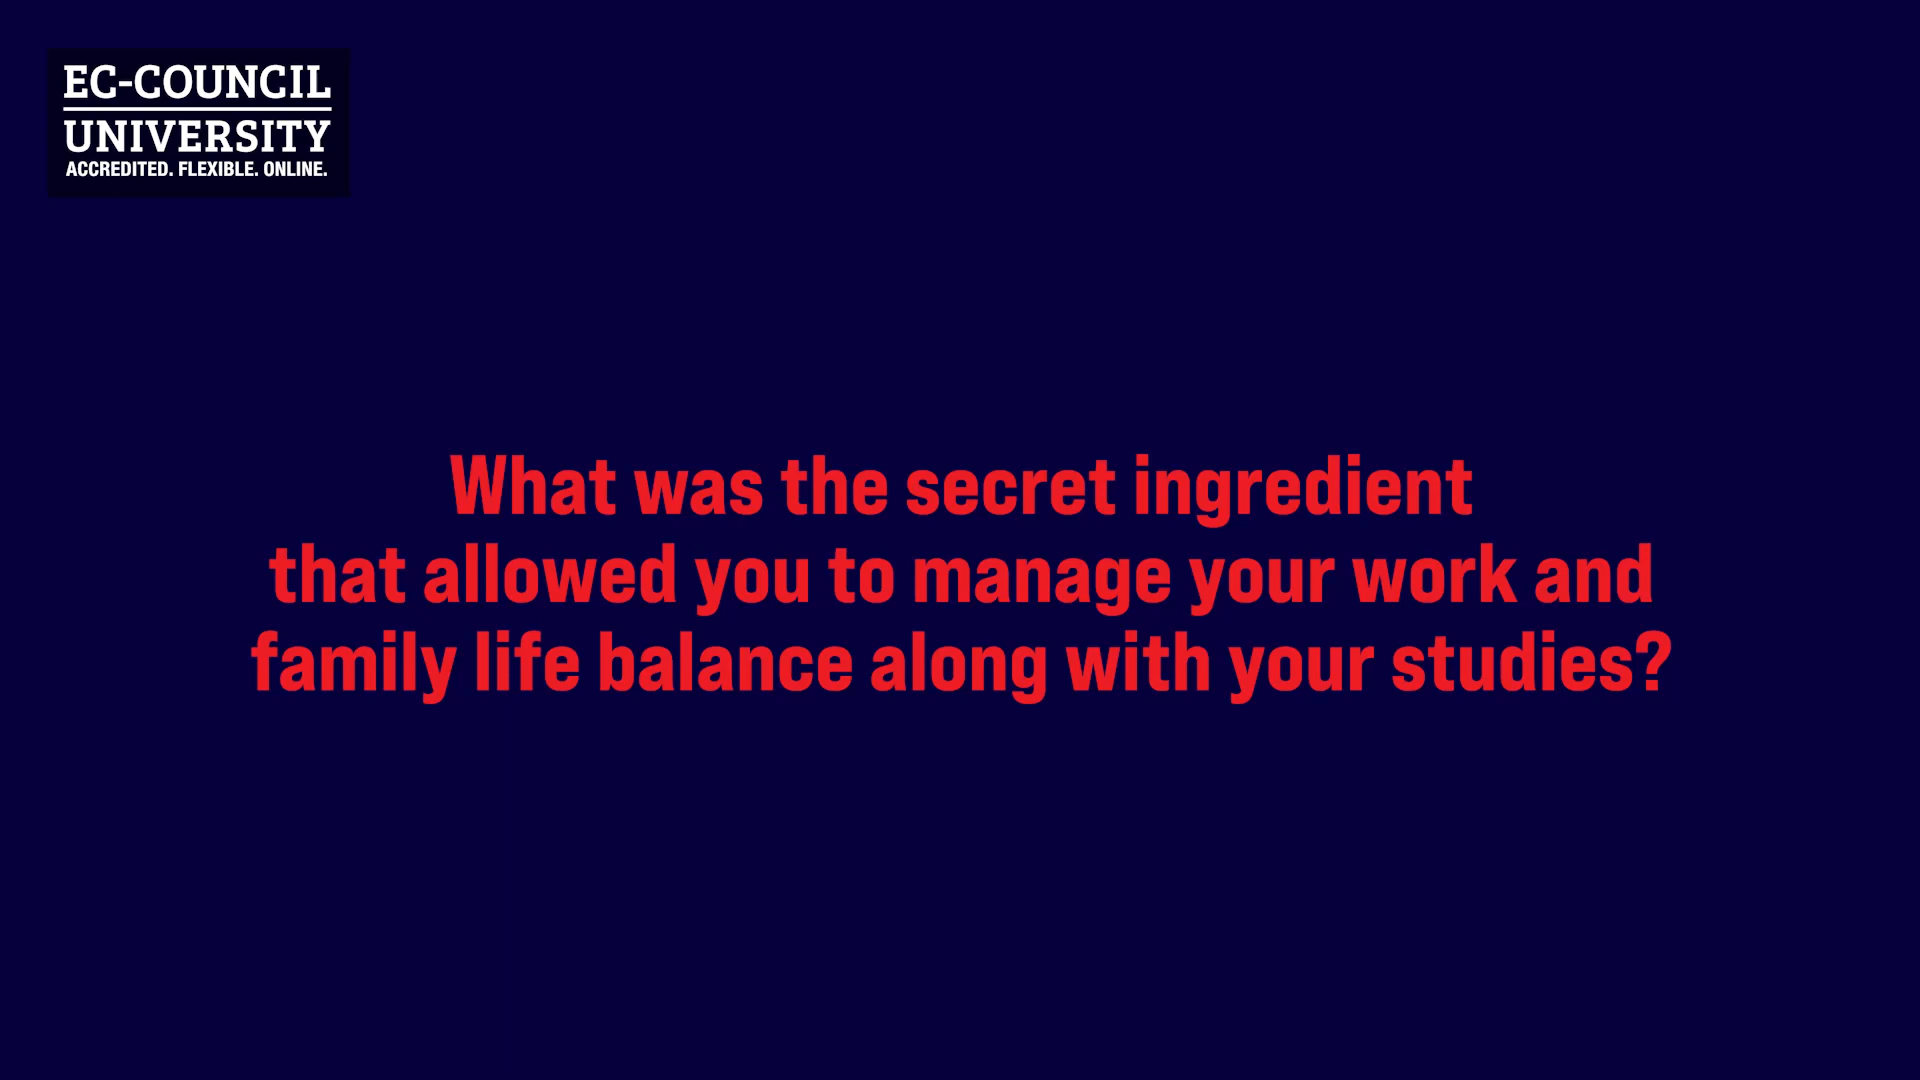 EC-COUNCIL
UNIVERSITY
ACCREDITED. FLEXIBLE. ONLINE.
What was the secret ingredient
that allowed you to manage your work and
family life balance along with your studies?